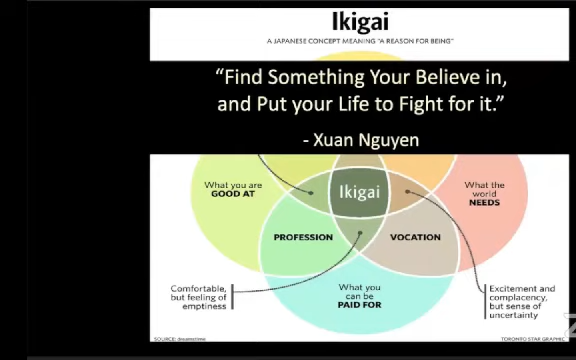 Ikigai
A JAPANESE CONCEPT MEANING "A REASON FOR BEING"
“Find Something Your Believe in,
and Put your Life to Fight for it.”
- Xuan Nguyen
What you are
GOOD AT
Ikigai
What the
world
NEEDS
PROFESSION
VOCATION
Comfortable,
but feeling of
emptiness
What you
can be
PAID FOR
Excitement and
complacency,
but sense of
uncertainty
SOURCE: dreamstime
TORONTO STAR GRAPHIC